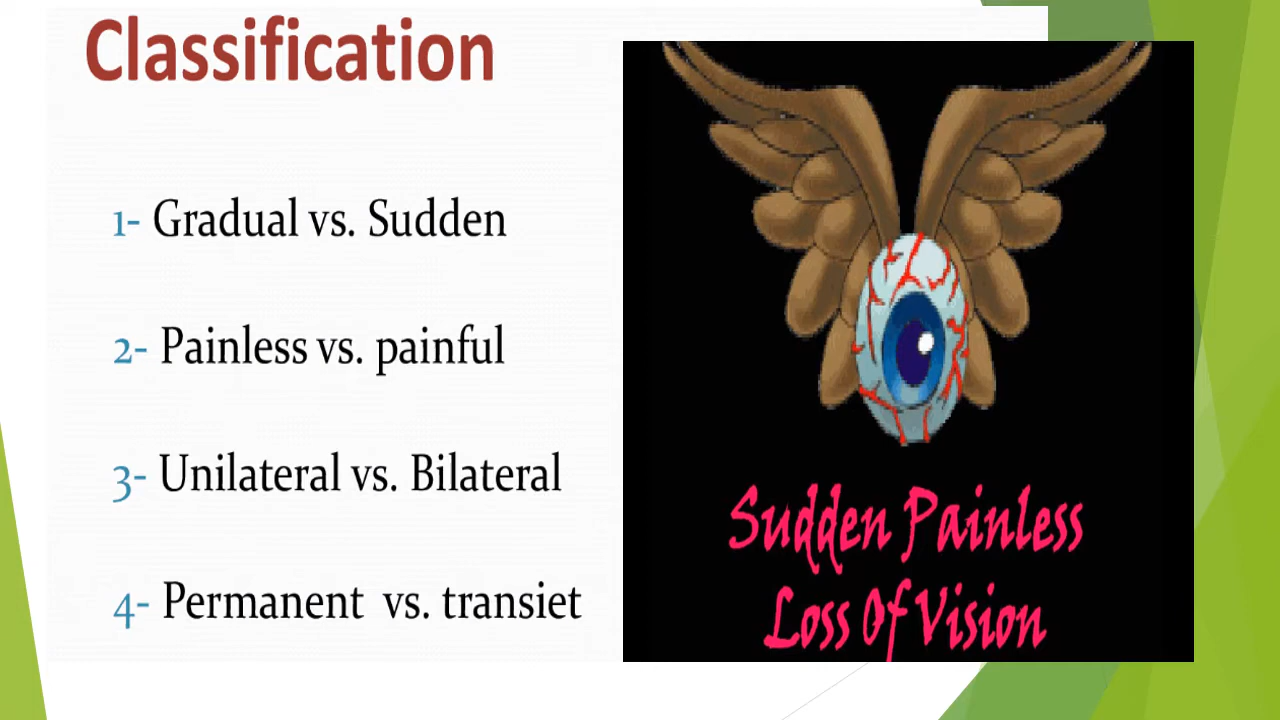 Classification
1- Gradual vs. Sudden
2- Painless vs. painful
3- Unilateral vs. Bilateral
4- Permanent vs. transiet
Sudden Painless
Loss Of Vision